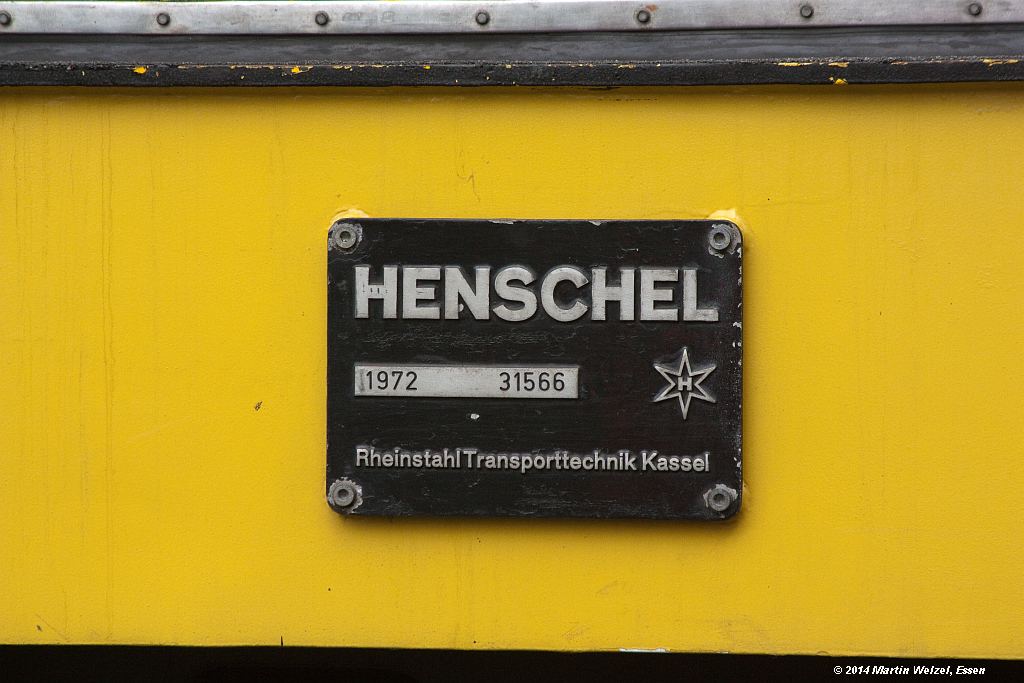 HENSCHEL
1972 31566
H
Rheinstahl Transporttechnik Kassel
© 2014 Martin Welzel, Essen